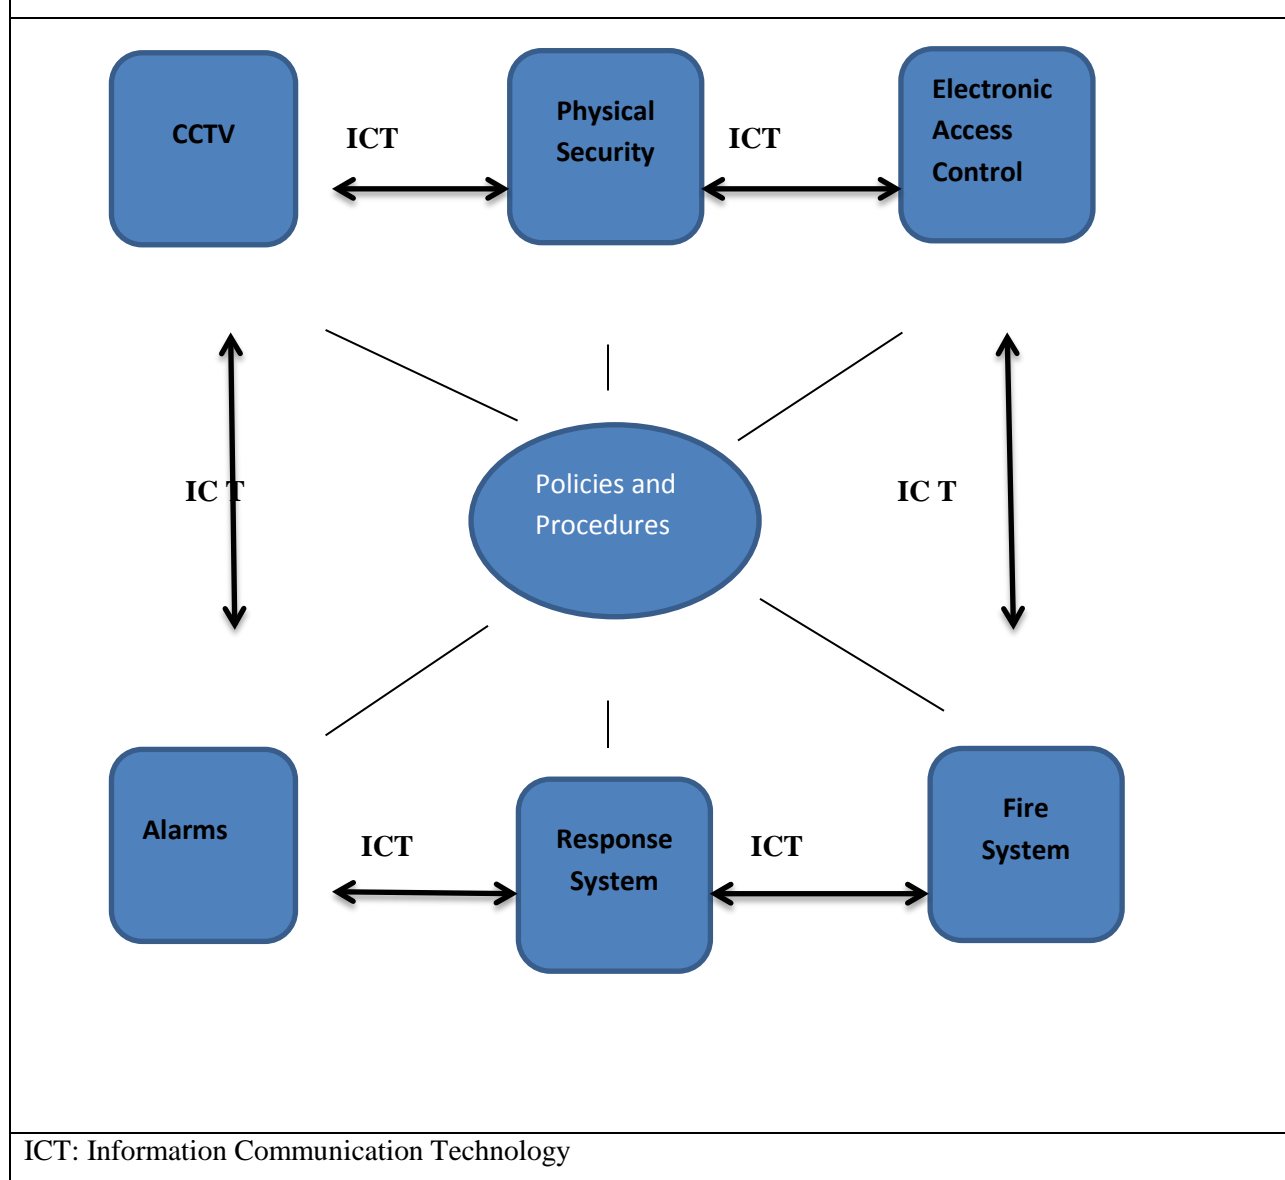 CCTV
ICT
Physical
Security
ICT
Electronic
Access
Control
IC T
Policies and
Procedures
IC T
Alarms
ICT
Response
System
ICT
Fire
System
ICT: Information Communication Technology